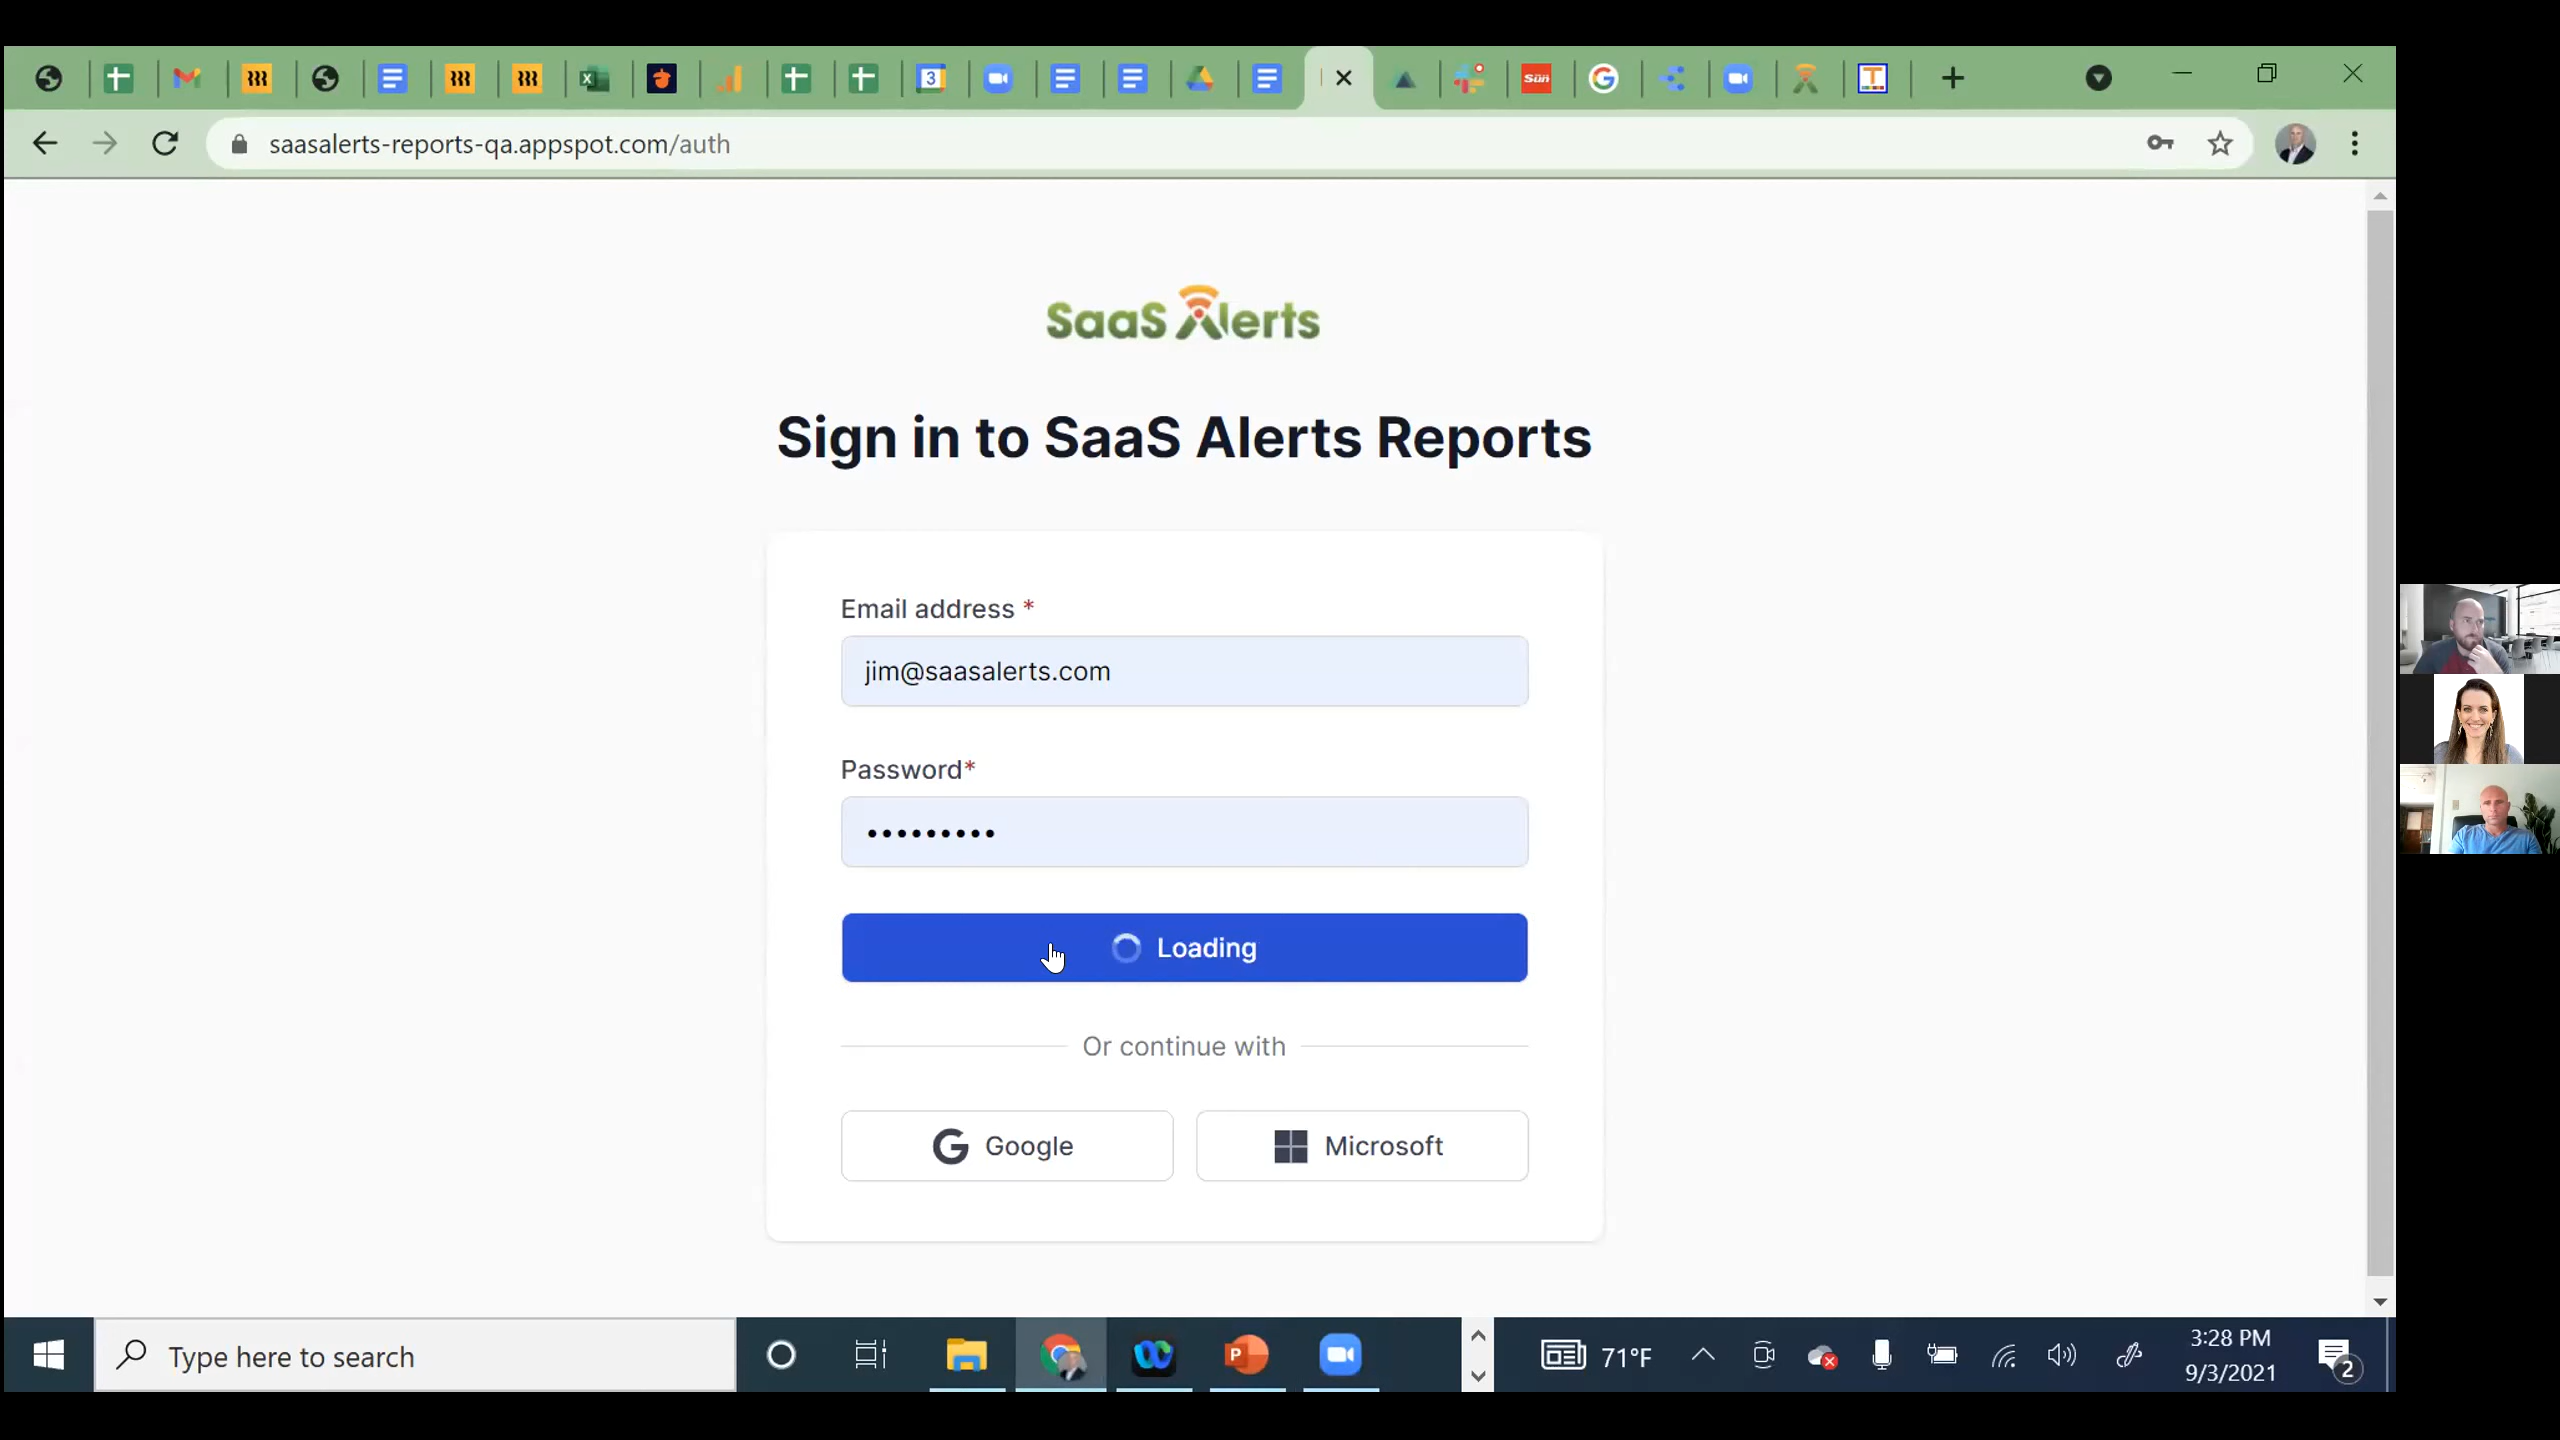 3
Sün
T
saasalerts-reports-qa.appspot.com/auth
SaaS Alerts
Sign in to SaaS Alerts Reports
Email address *
jim@saasalerts.com
Password*
•••••••••
Loading
Or continue with
Google
Microsoft
Type here to search
71°F
3:28 PM
9/3/2021
2